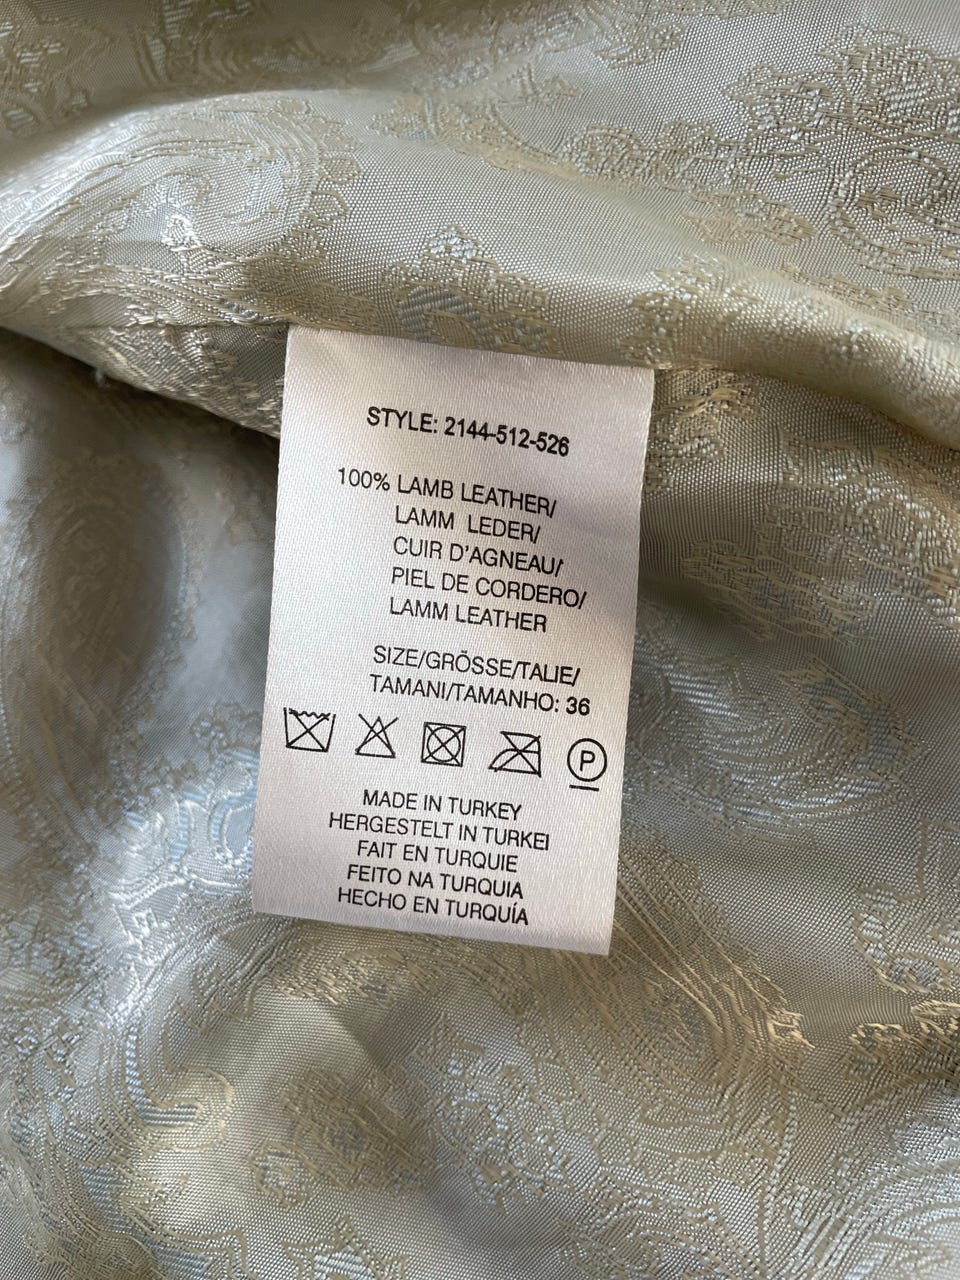 STYLE: 2144-512-526
100% LAMB LEATHER/
LAMM LEDER/
CUIR D'AGNEAU/
PIEL DE CORDERO/
LAMM LEATHER
SIZE/GRÖSSE/TALIE/
TAMANI/TAMANHO: 36
P
MADE IN TURKEY
HERGESTELT IN TURKEI
FAIT EN TURQUIE
FEITO NA TURQUIA
HECHO EN TURQUÍA